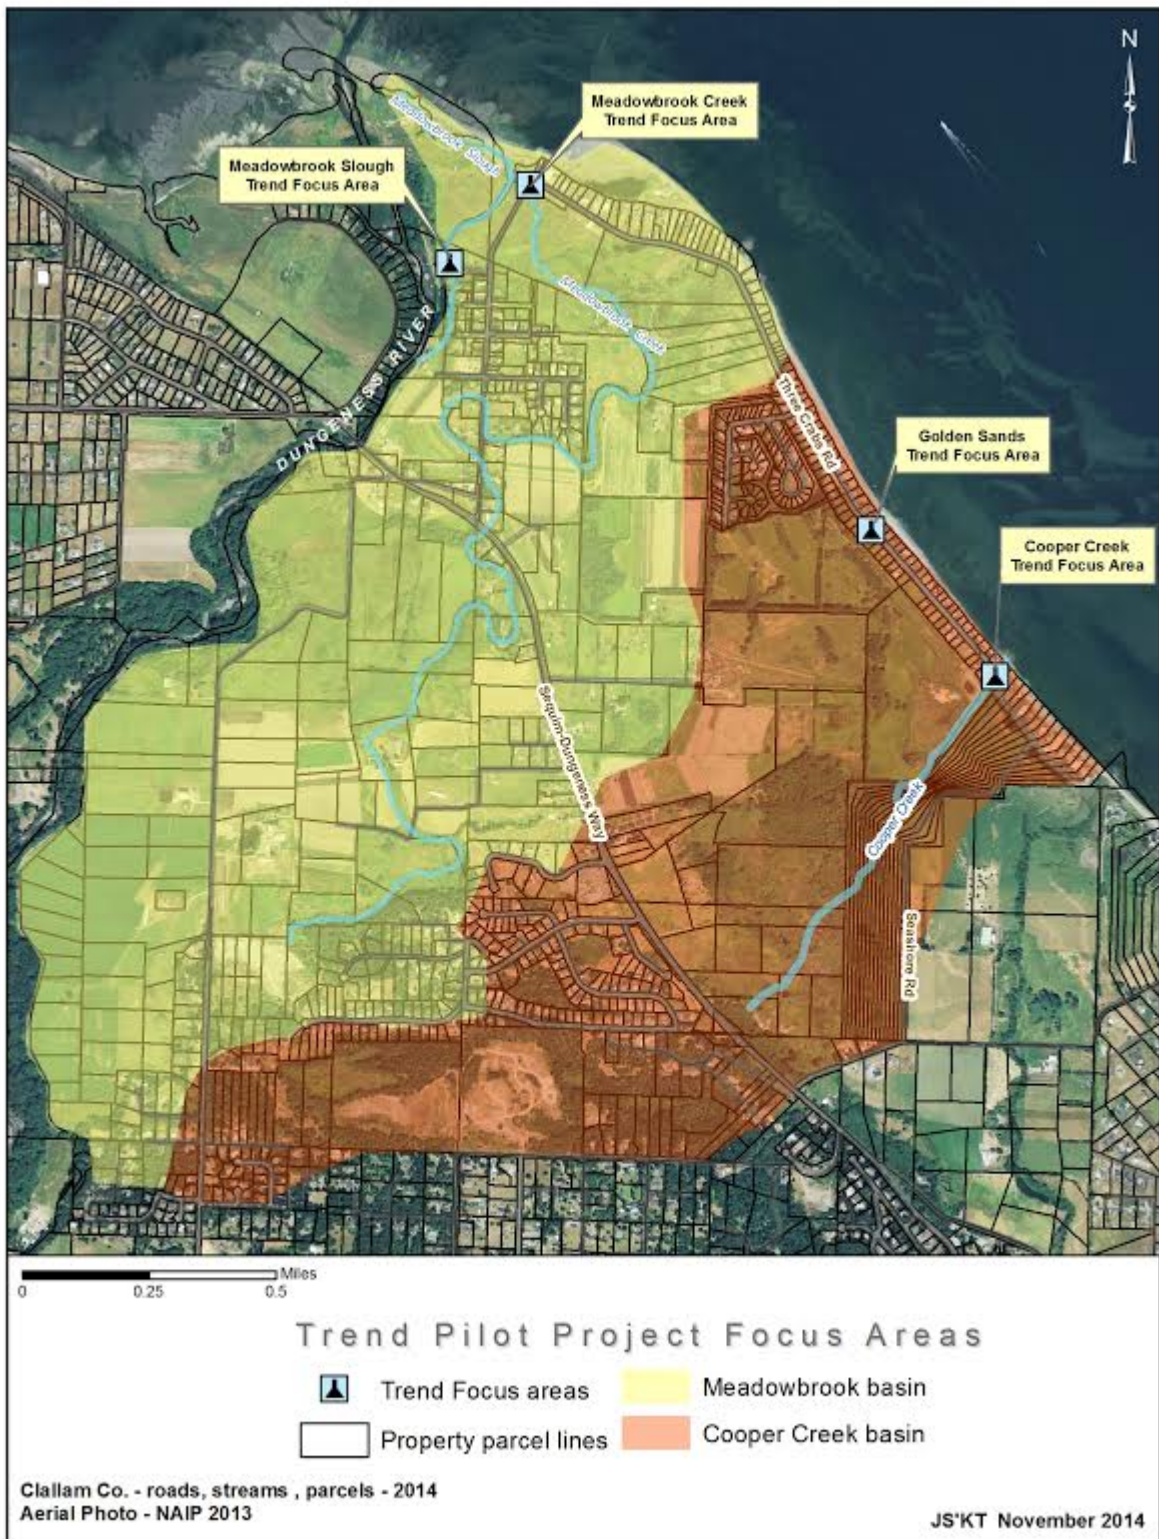 N
Meadowbrook Creek
Trend Focus Area
Meadowbrook Slough
Meadowbrook Slough
Trend Focus Area
Meadowbrook Creek
DUNGENESS RIVER
Three Crabs Rd
Golden Sands
Trend Focus Area
Cooper Creek
Trend Focus Area
Sequim-Dungeness Way
Cooper Creek
Seashore Rd
Miles
0 0.25 0.5
Trend Pilot Project Focus Areas
Trend Focus areas
Meadowbrook basin
Property parcel lines
Cooper Creek basin
Clallam Co. - roads, streams , parcels - 2014
Aerial Photo - NAIP 2013
JS'KT November 2014